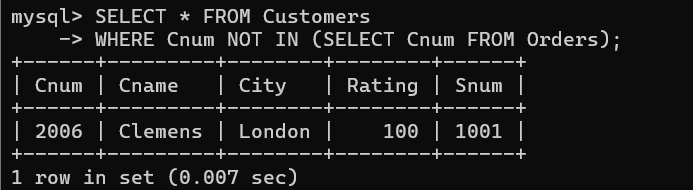 mysql> SELECT * FROM Customers
    -> WHERE Cnum NOT IN (SELECT Cnum FROM Orders);
+------+---------+--------+--------+------+
| Cnum | Cname   | City   | Rating | Snum |
+------+---------+--------+--------+------+
| 2006 | Clemens | London |    100 | 1001 |
+------+---------+--------+--------+------+
1 row in set (0.007 sec)